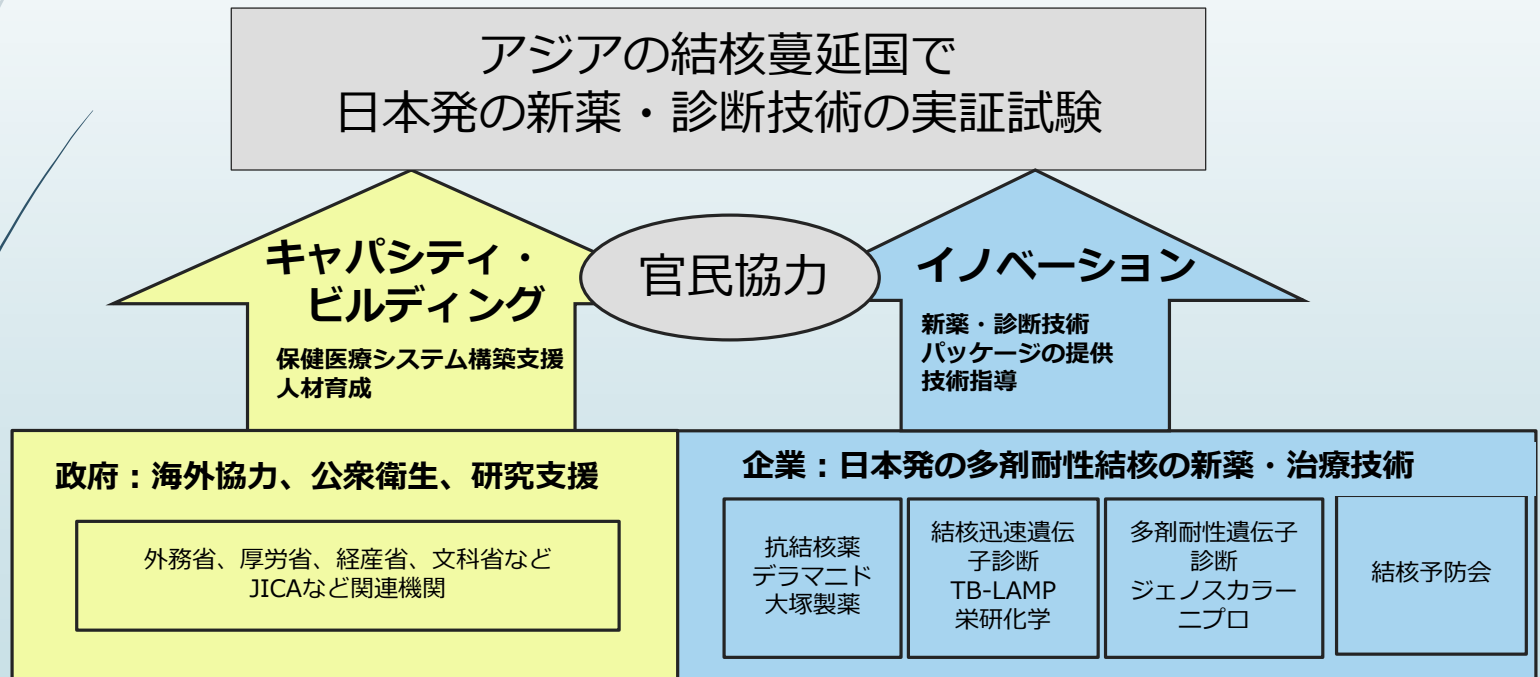 アジアの結核蔓延国で
日本発の新薬・診断技術の実証試験
キャパシティ・
ビルディング
保健医療システム構築支援
人材育成
官民協力
イノベーション
新薬・診断技術
パッケージの提供
技術指導
政府：海外協力、公衆衛生、研究支援
外務省、厚労省、経産省、文科省など
JICAなど関連機関
企業：日本発の多剤耐性結核の新薬・治療技術
抗結核薬
デラマニド
大塚製薬
結核迅速遺伝
子診断
TB-LAMP
栄研化学
多剤耐性遺伝子
診断
ジェノスカラー
ニプロ
結核予防会